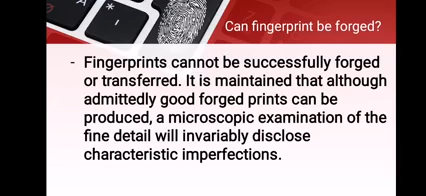 Can fingerprint be forged?
- Fingerprints cannot be successfully forged
or transferred. It is maintained that although
admittedly good forged prints can be
produced, a microscopic examination of the
fine detail will invariably disclose
characteristic imperfections.